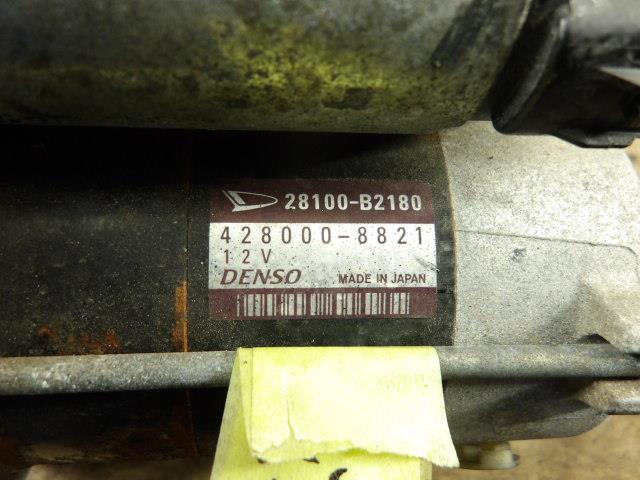 28100-B2180
428000-8821
12V
DENSO MADE IN JAPAN